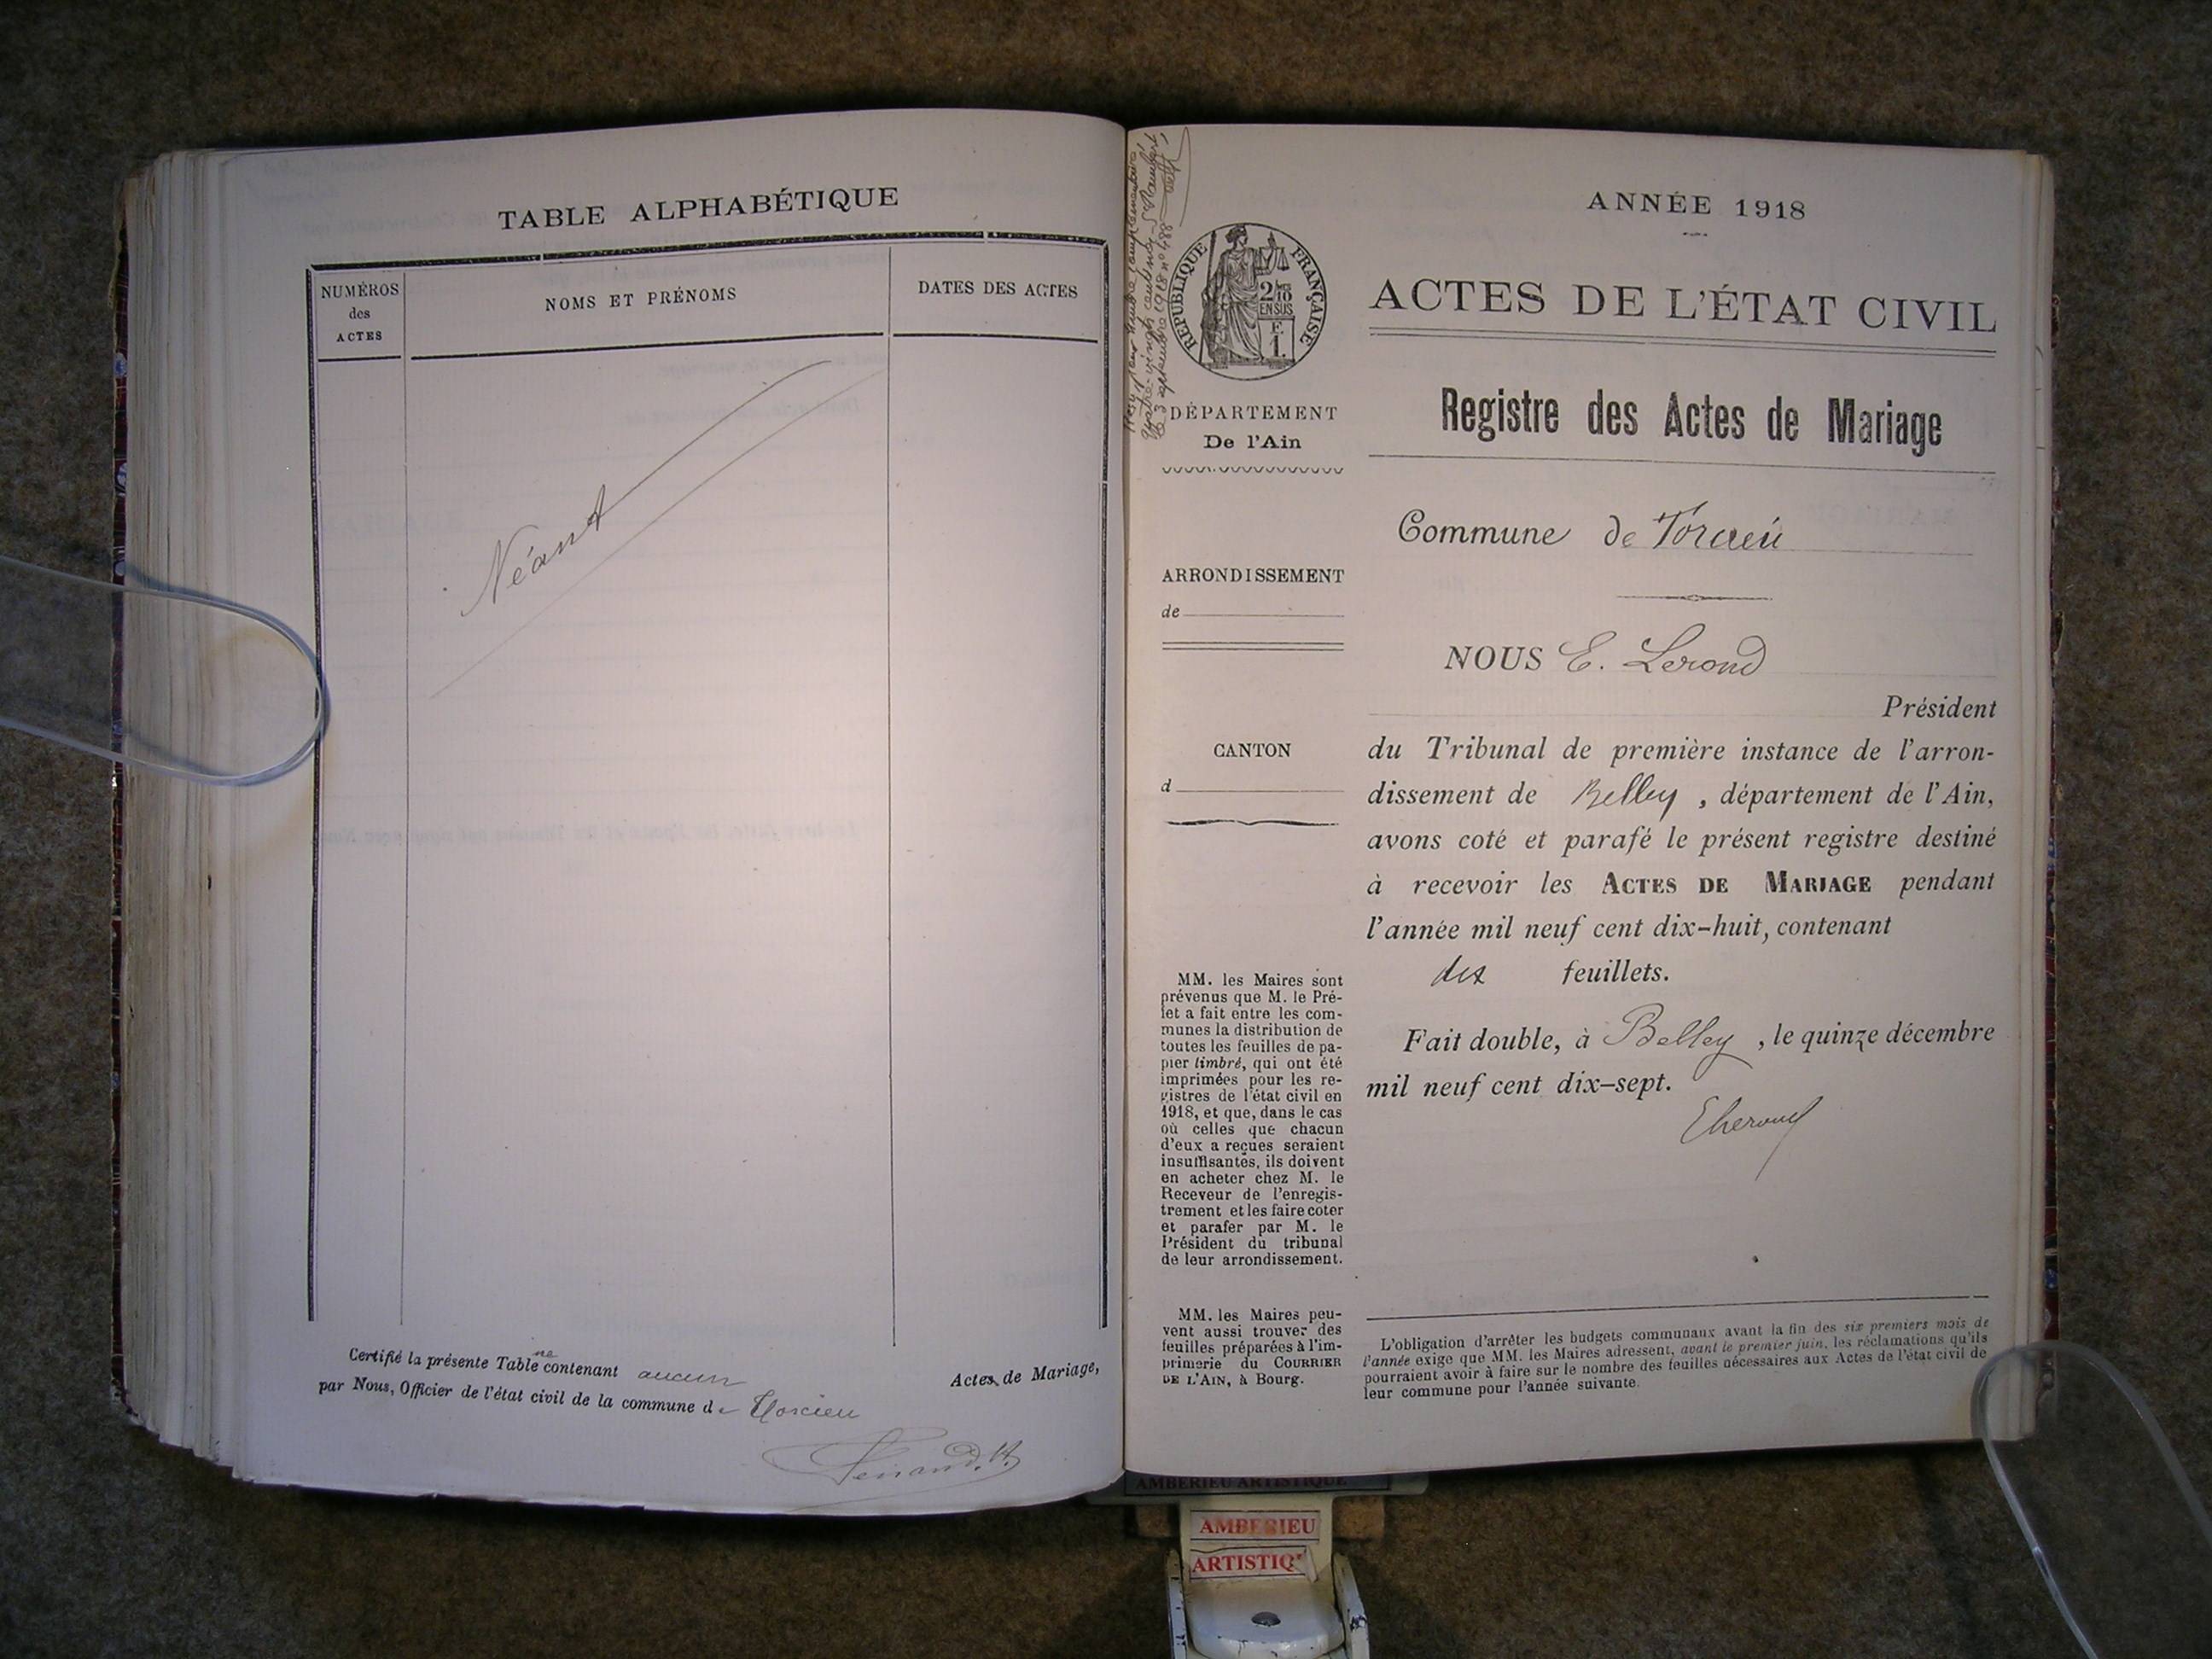 TABLE ALPHABÉTIQUE
NUMÉROS
des
ACTES
NOMS ET PRÉNOMS
DATES DES ACTES
Néant
Certifié la présente Table ne contenant aucun Actes de Mariage,
par Nous, Officier de l'état civil de la commune de Torcieu
RÉPUBLIQUE FRANÇAISE
2/10
EN SUS
DÉPARTEMENT
De l'Ain
ARRONDISSEMENT
de
CANTON
d
MM. les Maires sont
prévenus que M. le Pré-
fet a fait entre les com-
munes la distribution de
toutes les feuilles de pa-
pier timbré, qui ont été
imprimées pour les re-
gistres de l'état civil en
1918, et que, dans le cas
où celles que chacun
d'eux a reçues seraient
insuffisantes, ils doivent
en acheter chez M. le
Receveur de l'enregis-
trement et les faire coter
et parafer par M. le
Président du tribunal
de leur arrondissement.
MM. les Maires peu-
vent aussi trouver des
feuilles préparées à l'im-
primerie du COURRIER
DE L'AIN, à Bourg.
ANNÉE 1918
ACTES DE L'ÉTAT CIVIL
Registre des Actes de Mariage
Commune de Torcieu
NOUS E. Lerond
Président
du Tribunal de première instance de l'arron-
dissement de Belley, département de l'Ain,
avons coté et parafé le présent registre destiné
à recevoir les ACTES DE MARIAGE pendant
l'année mil neuf cent dix-huit, contenant
dix feuillets.
Fait double, à Belley, le quinze décembre
mil neuf cent dix-sept.
L'obligation d'arrêter les budgets communaux avant la fin des six premiers mois de
l'année exige que MM. les Maires adressent, avant le premier juin, les réclamations qu'ils
pourraient avoir à faire sur le nombre des feuilles nécessaires aux Actes de l'état civil de
leur commune pour l'année suivante.
AMBERIEU ARTISTIQUE
AMBERIEU
ARTISTIQ